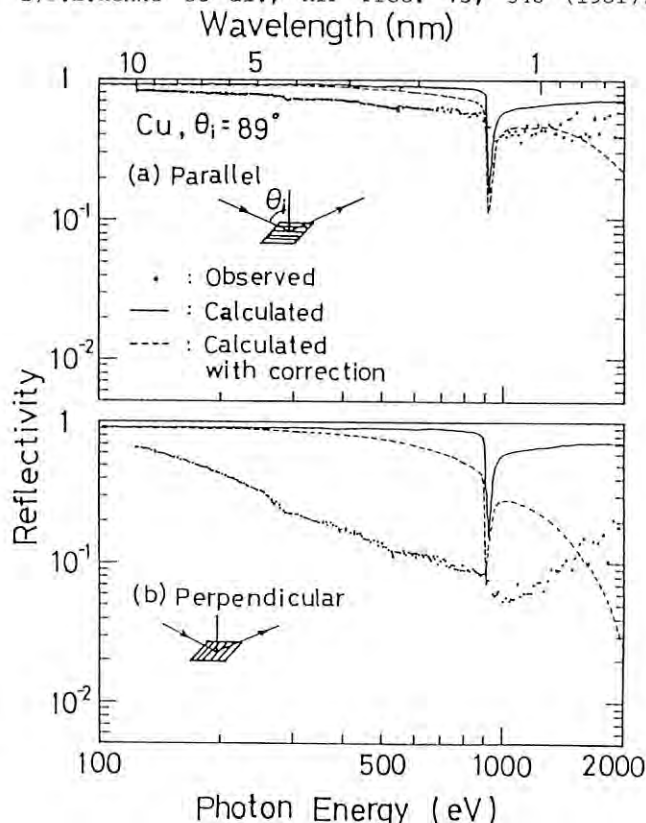 Wavelength (nm)
10 5 1
1
Cu, θi = 89°
(a) Parallel
θi
10-1
: Observed
: Calculated
: Calculated
with correction
10-2
Reflectivity
1
10-1
(b) Perpendicular
10-2
100 500 1000 2000
Photon Energy (eV)